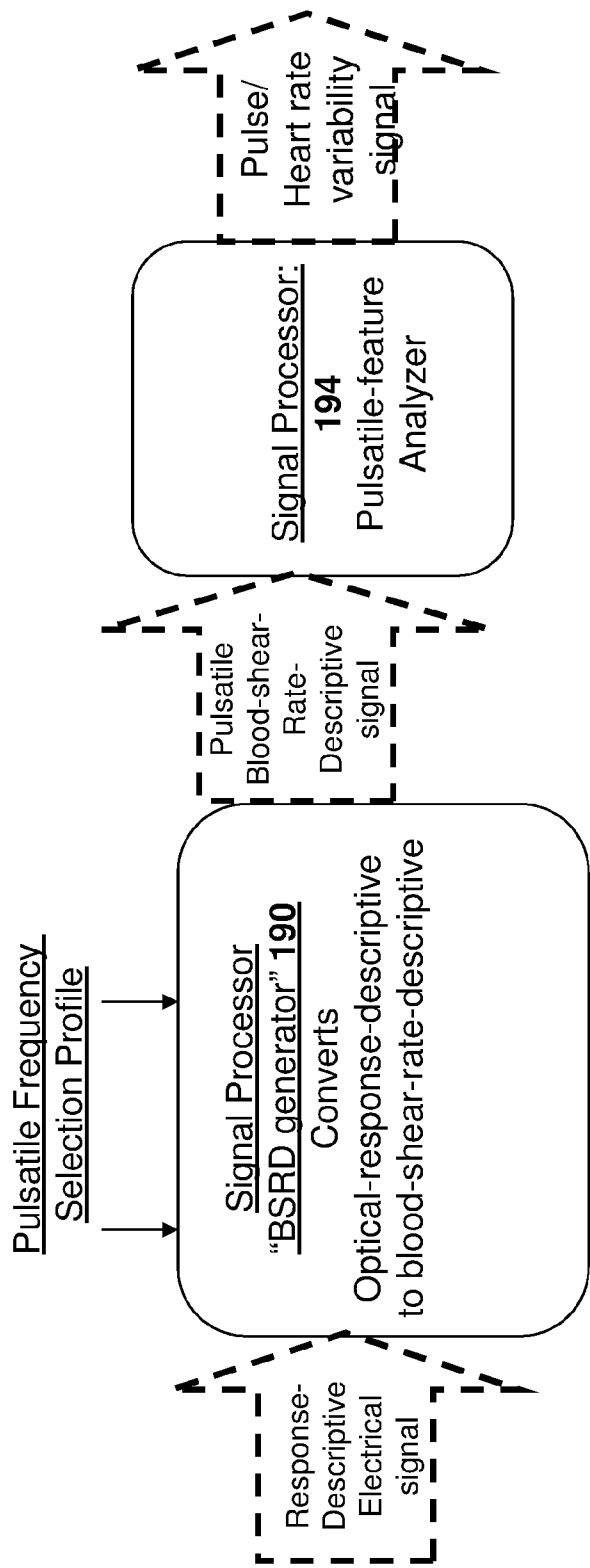 Pulsatile Frequency
Selection Profile
Response-
Descriptive
Electrical
signal
Signal Processor
“BSRD generator” 190
Converts
Optical-response-descriptive
to blood-shear-rate-descriptive
Pulsatile
Blood-shear-
Rate-
Descriptive
signal
Signal Processor:
194
Pulsatile-feature
Analyzer
Pulse/
Heart rate
variability
signal